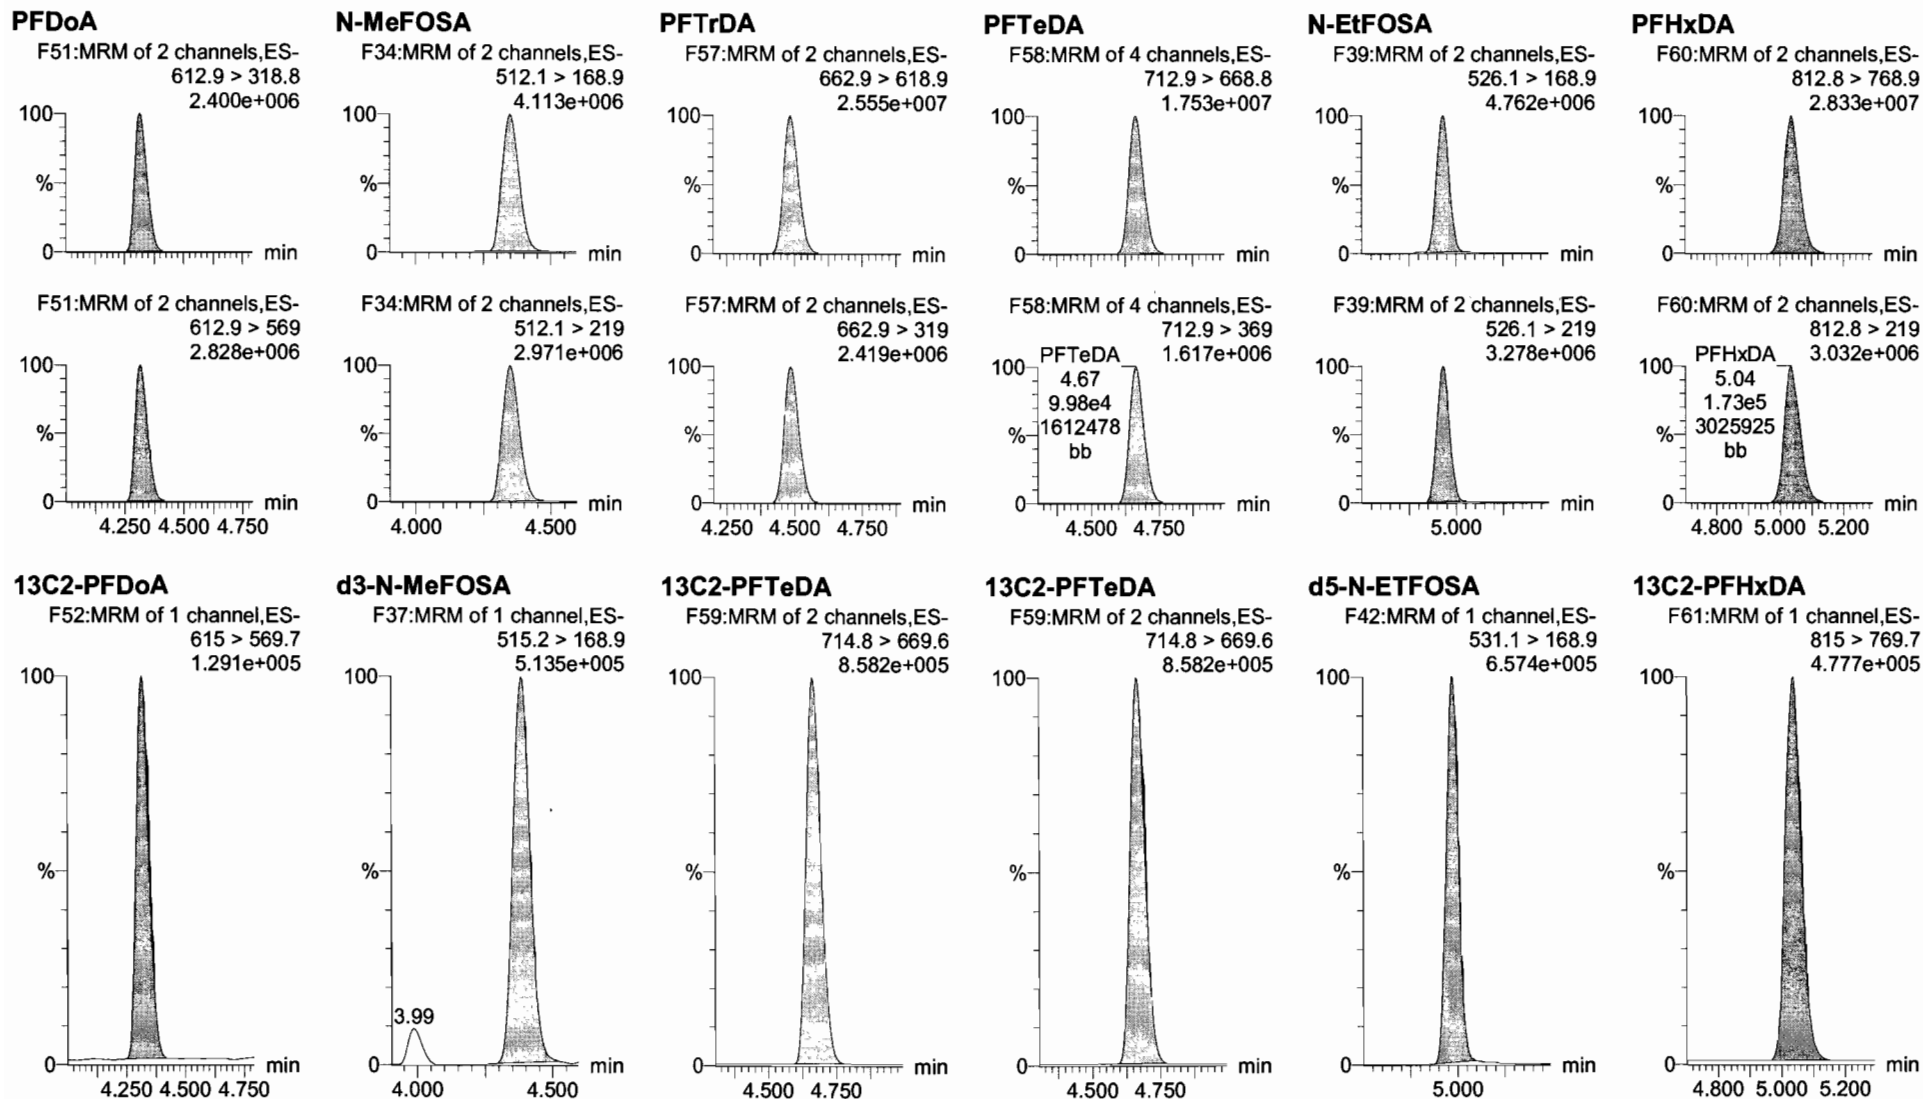 PFDoA
F51:MRM of 2 channels,ES-
612.9 > 318.8
2.400e+006
100
%
0
min
N-MeFOSA
F34:MRM of 2 channels,ES-
512.1 > 168.9
4.113e+006
100
%
0
min
PFTrDA
F57:MRM of 2 channels,ES-
662.9 > 618.9
2.555e+007
100
%
0
min
PFTeDA
F58:MRM of 4 channels,ES-
712.9 > 668.8
1.753e+007
100
%
0
min
N-EtFOSA
F39:MRM of 2 channels,ES-
526.1 > 168.9
4.762e+006
100
%
0
min
PFHxDA
F60:MRM of 2 channels,ES-
812.8 > 768.9
2.833e+007
100
%
0
min
F51:MRM of 2 channels,ES-
612.9 > 569
2.828e+006
100
%
0
min
4.250 4.500 4.750
F34:MRM of 2 channels,ES-
512.1 > 219
2.971e+006
100
%
0
min
4.000 4.500
F57:MRM of 2 channels,ES-
662.9 > 319
2.419e+006
100
%
0
min
4.250 4.500 4.750
F58:MRM of 4 channels,ES-
712.9 > 369
1.617e+006
PFTeDA
4.67
9.98e4
1612478
bb
100
%
0
min
4.500 4.750
F39:MRM of 2 channels,ES-
526.1 > 219
3.278e+006
100
%
0
min
5.000
F60:MRM of 2 channels,ES-
812.8 > 219
3.032e+006
PFHxDA
5.04
1.73e5
3025925
bb
100
%
0
min
4.800 5.000 5.200
13C2-PFDoA
F52:MRM of 1 channel,ES-
615 > 569.7
1.291e+005
100
%
0
min
4.250 4.500 4.750
d3-N-MeFOSA
F37:MRM of 1 channel,ES-
515.2 > 168.9
5.135e+005
100
%
3.99
0
min
4.000 4.500
13C2-PFTeDA
F59:MRM of 2 channels,ES-
714.8 > 669.6
8.582e+005
100
%
0
min
4.500 4.750
13C2-PFTeDA
F59:MRM of 2 channels,ES-
714.8 > 669.6
8.582e+005
100
%
0
min
4.500 4.750
d5-N-ETFOSA
F42:MRM of 1 channel,ES-
531.1 > 168.9
6.574e+005
100
%
0
min
5.000
13C2-PFHxDA
F61:MRM of 1 channel,ES-
815 > 769.7
4.777e+005
100
%
0
min
4.800 5.000 5.200